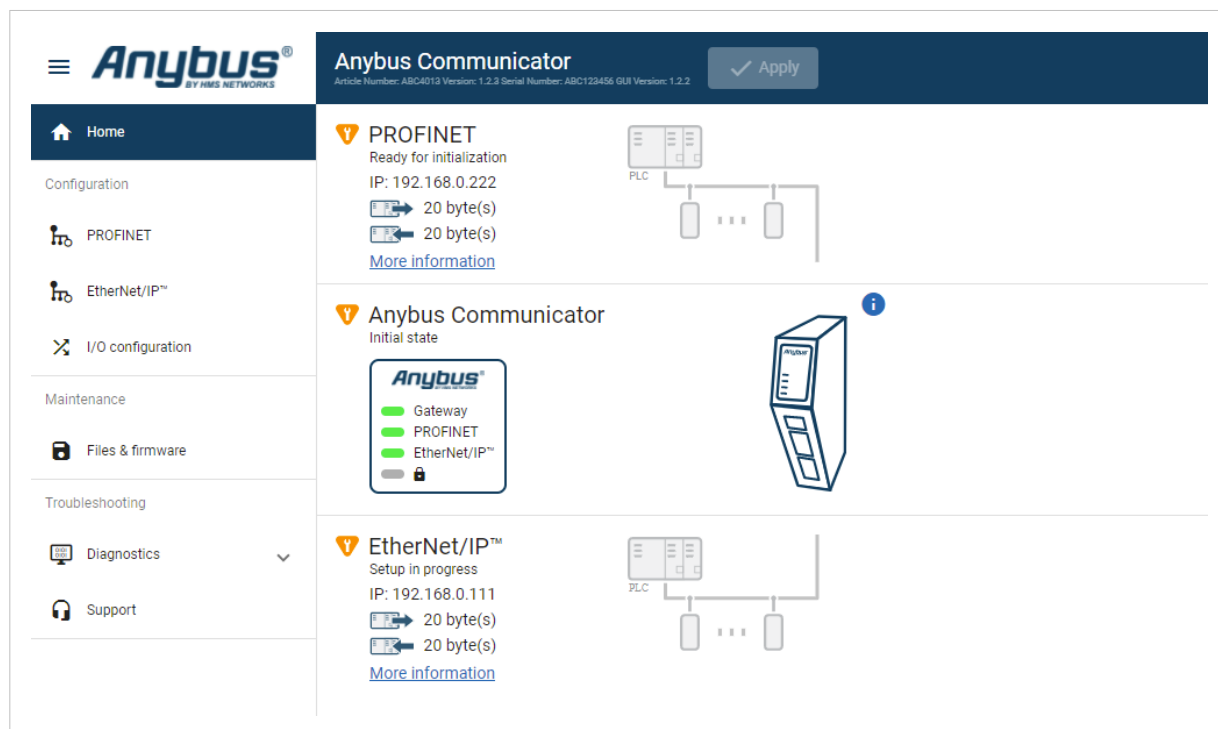 Anybus®
BY HMS NETWORKS
Anybus Communicator
Article Number: ABC4013 Version: 1.2.3 Serial Number: ABC123456 GUI Version: 1.2.2
Apply
Home
Configuration
PROFINET
EtherNet/IP™
I/O configuration
Maintenance
Files & firmware
Troubleshooting
Diagnostics
Support
PROFINET
Ready for initialization
IP: 192.168.0.222
20 byte(s)
20 byte(s)
More information
PLC
Anybus Communicator
Initial state
Anybus®
BY HMS NETWORKS
Gateway
PROFINET
EtherNet/IP™
Anybus
i
EtherNet/IP™
Setup in progress
IP: 192.168.0.111
20 byte(s)
20 byte(s)
More information
PLC